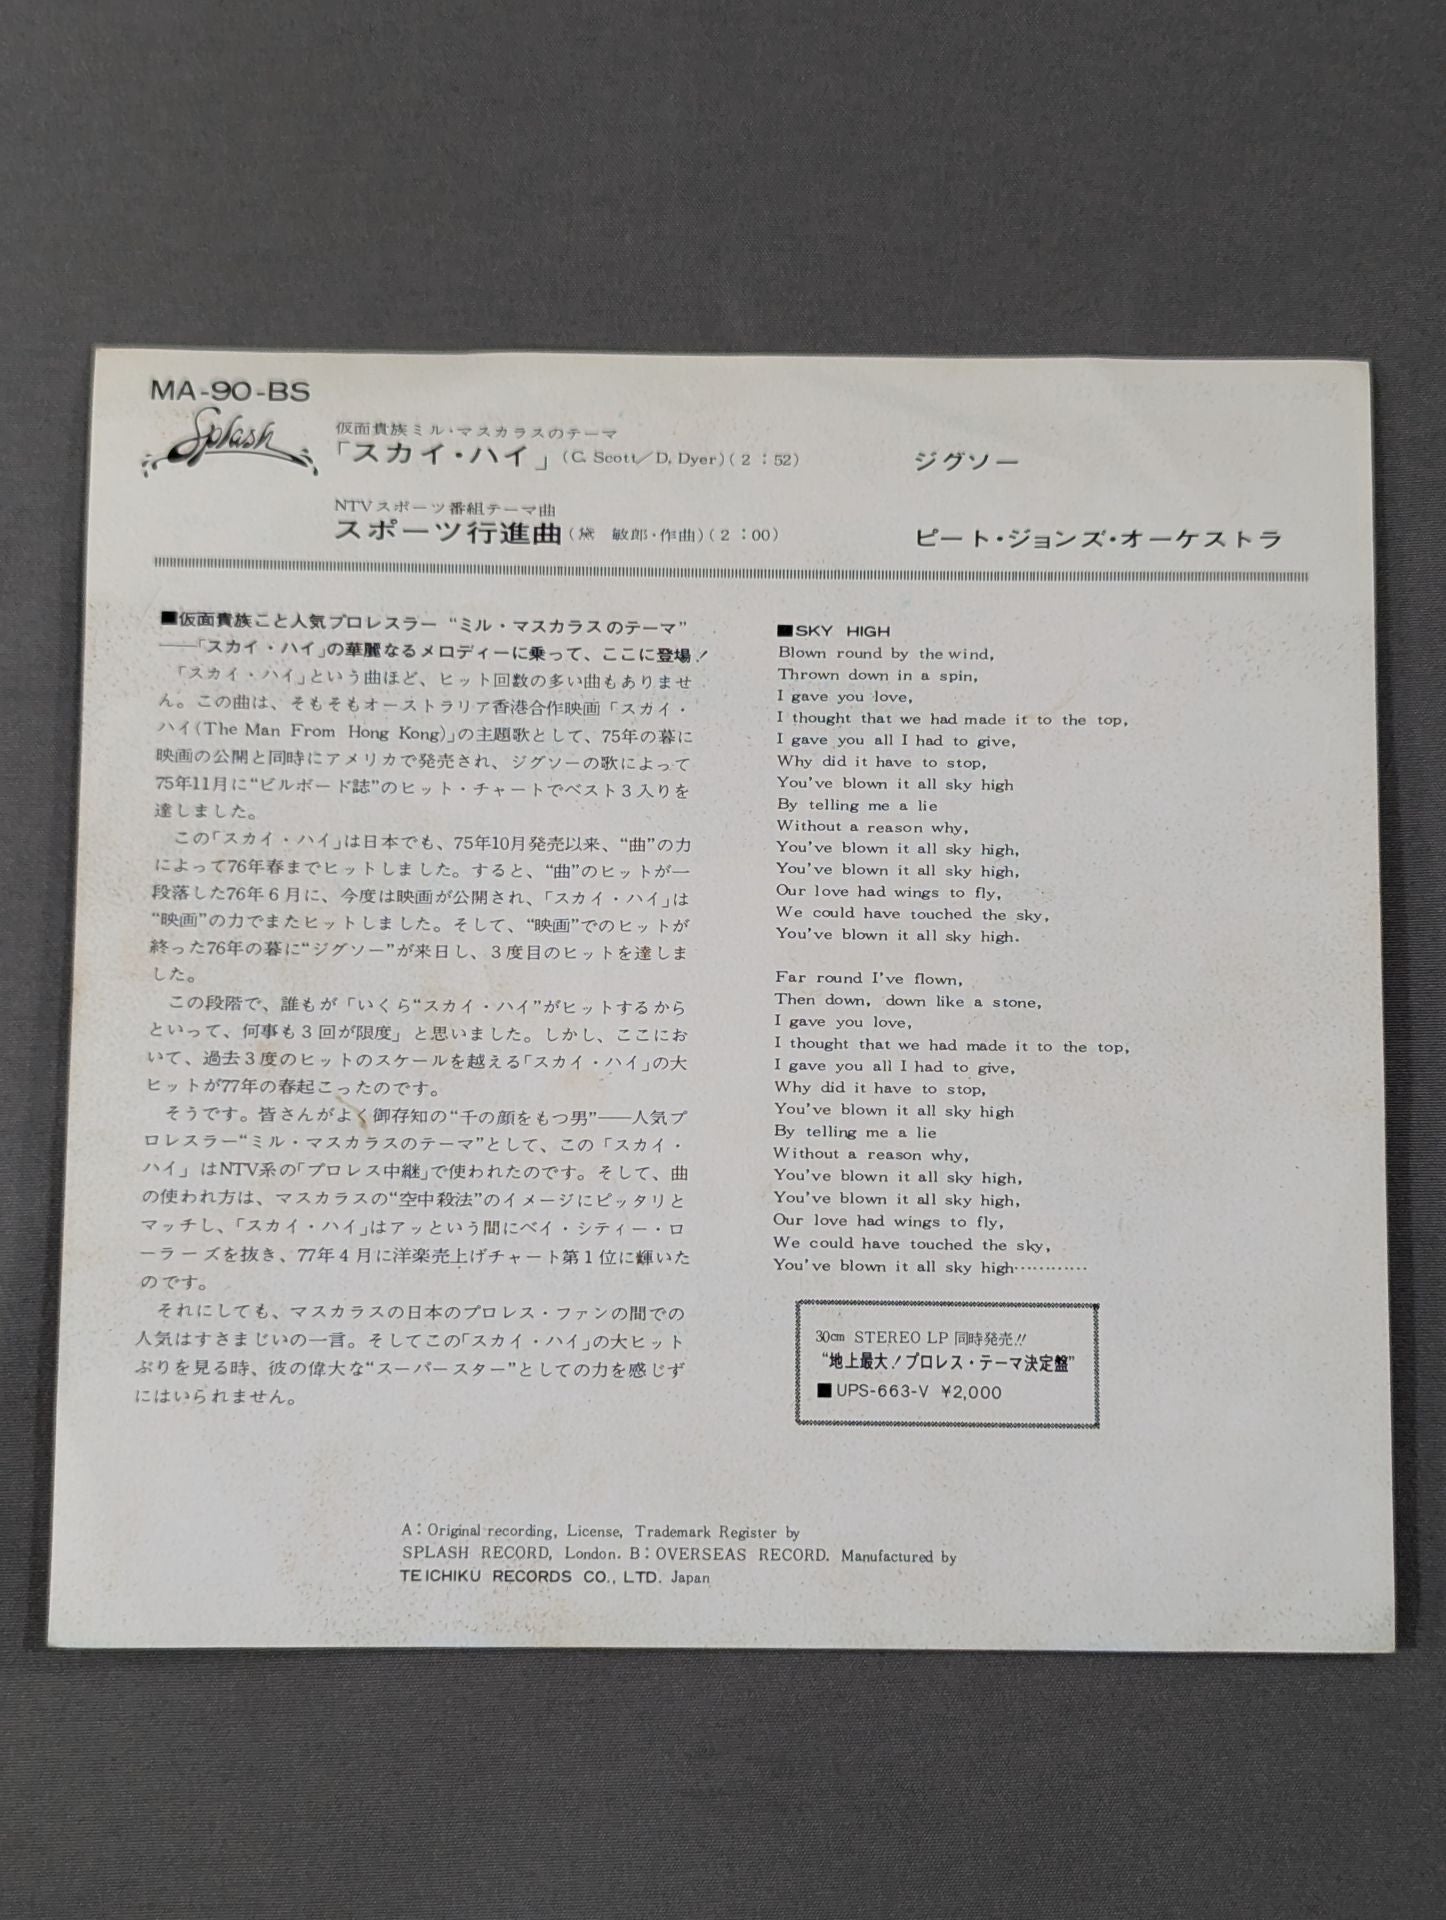 MA-90-BS
Splash
仮面貴族ミル・マスカラスのテーマ
「スカイ・ハイ」(C. Scott／D. Dyer)(2：52) ジグソー
NTVスポーツ番組テーマ曲
スポーツ行進曲(黛 敏郎・作曲)(2：00) ピート・ジョンズ・オーケストラ
■仮面貴族こと人気プロレスラー “ミル・マスカラスのテーマ”
——「スカイ・ハイ」の華麗なるメロディーに乗って、ここに登場！
「スカイ・ハイ」という曲ほど、ヒット回数の多い曲もありませ
ん。この曲は、そもそもオーストラリア香港合作映画「スカイ・
ハイ(The Man From Hong Kong)」の主題歌として、75年の暮に
映画の公開と同時にアメリカで発売され、ジグソーの歌によって
75年11月に“ビルボード誌”のヒット・チャートでベスト3入りを
達しました。
この「スカイ・ハイ」は日本でも、75年10月発売以来、“曲”の力
によって76年春までヒットしました。すると、“曲”のヒットが一
段落した76年6月に、今度は映画が公開され、「スカイ・ハイ」は
“映画”の力でまたヒットしました。そして、“映画”でのヒットが
終った76年の暮に“ジグソー”が来日し、3度目のヒットを達しま
した。
この段階で、誰もが「いくら“スカイ・ハイ”がヒットするから
といって、何事も3回が限度」と思いました。しかし、ここにお
いて、過去3度のヒットのスケールを越える「スカイ・ハイ」の大
ヒットが77年の春起こったのです。
そうです。皆さんがよく御存知の“千の顔をもつ男”——人気プ
ロレスラー“ミル・マスカラスのテーマ”として、この「スカイ・
ハイ」はNTV系の「プロレス中継」で使われたのです。そして、曲
の使われ方は、マスカラスの“空中殺法”のイメージにピッタリと
マッチし、「スカイ・ハイ」はアッという間にベイ・シティー・ロ
ーラーズを抜き、77年4月に洋楽売上げチャート第1位に輝いた
のです。
それにしても、マスカラスの日本のプロレス・ファンの間での
人気はすさまじいの一言。そしてこの「スカイ・ハイ」の大ヒット
ぶりを見る時、彼の偉大な“スーパースター”としての力を感じず
にはいられません。
■SKY HIGH
Blown round by the wind,
Thrown down in a spin,
I gave you love,
I thought that we had made it to the top,
I gave you all I had to give,
Why did it have to stop,
You've blown it all sky high
By telling me a lie
Without a reason why,
You've blown it all sky high,
You've blown it all sky high,
Our love had wings to fly,
We could have touched the sky,
You've blown it all sky high.
Far round I've flown,
Then down, down like a stone,
I gave you love,
I thought that we had made it to the top,
I gave you all I had to give,
Why did it have to stop,
You've blown it all sky high
By telling me a lie
Without a reason why,
You've blown it all sky high,
You've blown it all sky high,
Our love had wings to fly,
We could have touched the sky,
You've blown it all sky high…………
30cm STEREO LP 同時発売!!
“地上最大！プロレス・テーマ決定盤”
■UPS-663-V ¥2,000
A：Original recording, License, Trademark Register by
SPLASH RECORD, London. B：OVERSEAS RECORD. Manufactured by
TEICHIKU RECORDS CO., LTD. Japan